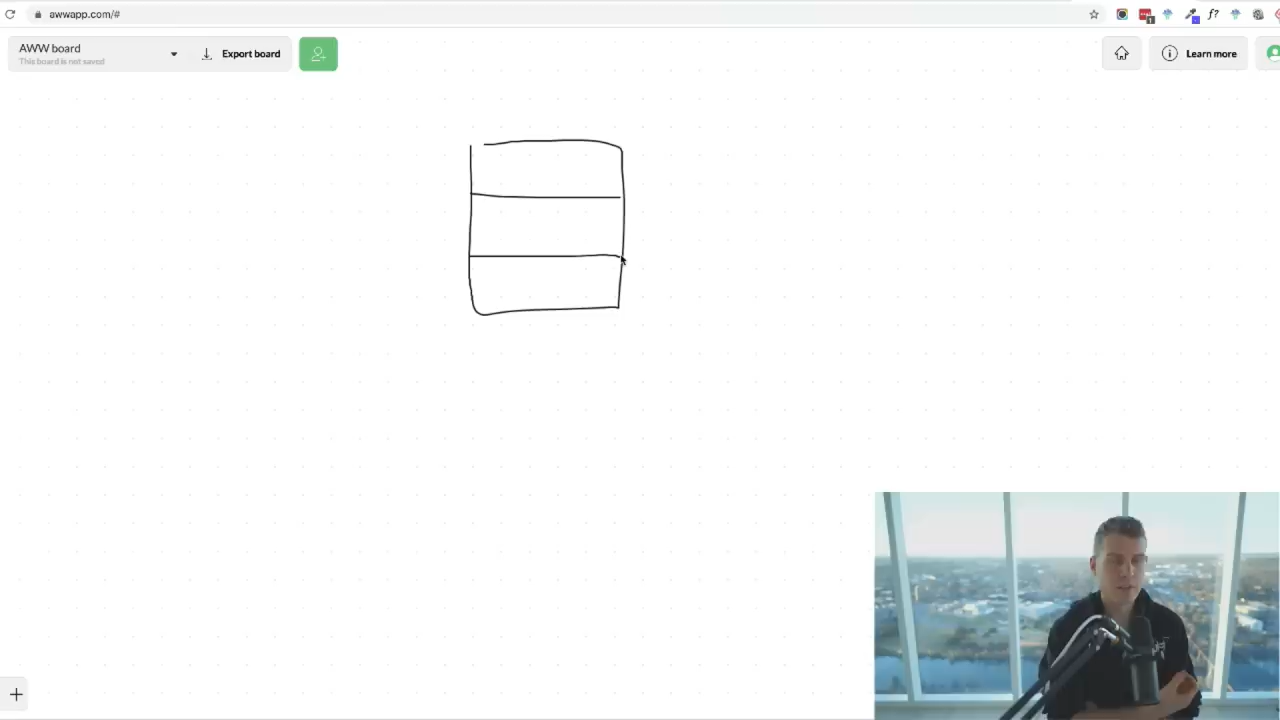 awwapp.com/#
f?
AWW board
This board is not saved
Export board
Learn more